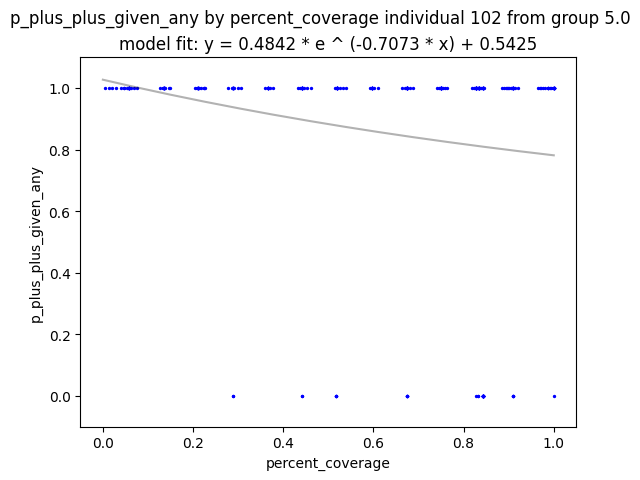 p_plus_plus_given_any by percent_coverage individual 102 from group 5.0
model fit: y = 0.4842 * e ^ (-0.7073 * x) + 0.5425
1.0
0.8
0.6
0.4
0.2
0.0
p_plus_plus_given_any
0.0 0.2 0.4 0.6 0.8 1.0
percent_coverage